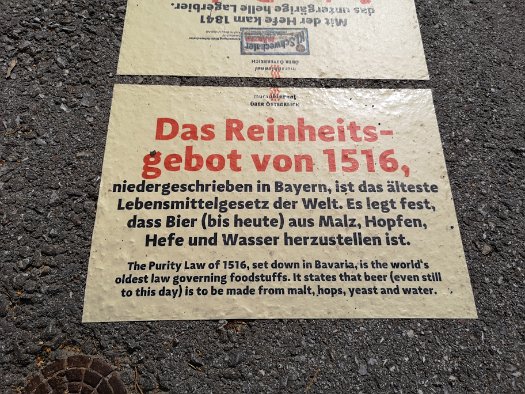 Mit der Hefe kam 1841
das untergärige helle Lagerbier.
Schwechater
OBER ÖSTERREICH
Das Reinheits-
gebot von 1516,
niedergeschrieben in Bayern, ist das älteste
Lebensmittelgesetz der Welt. Es legt fest,
dass Bier (bis heute) aus Malz, Hopfen,
Hefe und Wasser herzustellen ist.
The Purity Law of 1516, set down in Bavaria, is the world's
oldest law governing foodstuffs. It states that beer (even still
to this day) is to be made from malt, hops, yeast and water.